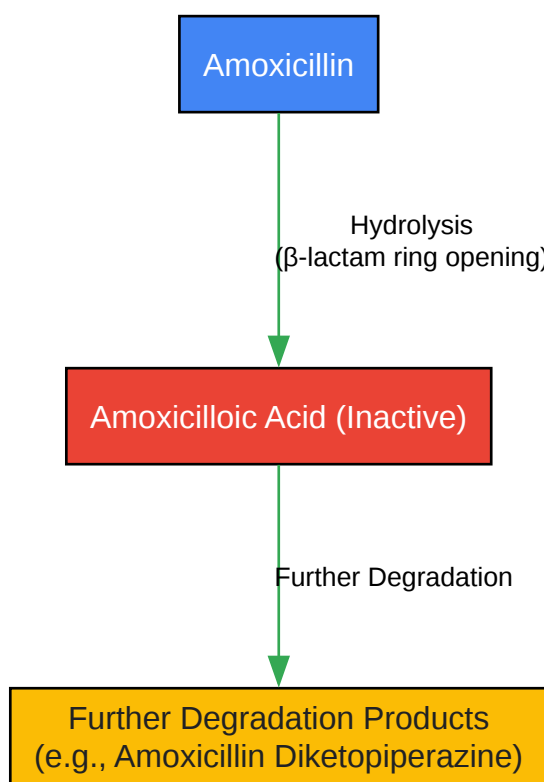 Amoxicillin
Hydrolysis
(β-lactam ring opening)
Amoxicilloic Acid (Inactive)
Further Degradation
Further Degradation Products
(e.g., Amoxicillin Diketopiperazine)